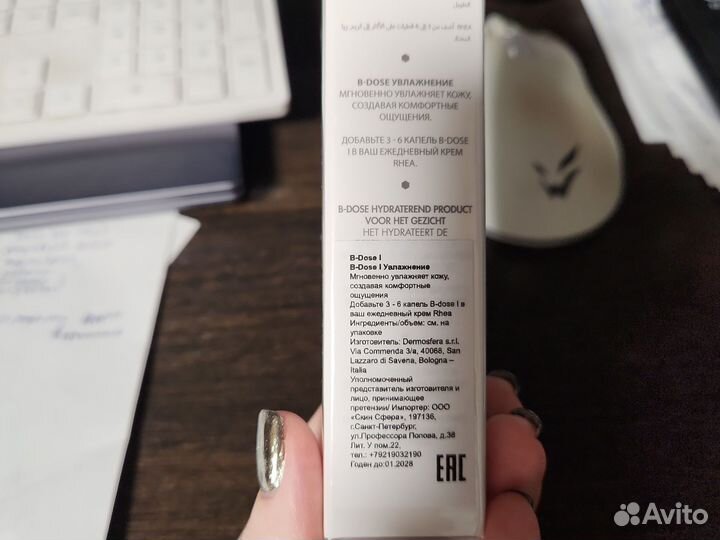 B-DOSE УВЛАЖНЕНИЕ
МГНОВЕННО УВЛАЖНЯЕТ КОЖУ,
СОЗДАВАЯ КОМФОРТНЫЕ
ОЩУЩЕНИЯ.
ДОБАВЬТЕ 3 - 6 КАПЕЛЬ B-DOSE
I В ВАШ ЕЖЕДНЕВНЫЙ КРЕМ
RHEA.
B-DOSE HYDRATEREND PRODUCT
VOOR HET GEZICHT
HET HYDRATEERT DE
B-Dose I
B-Dose I Увлажнение
Мгновенно увлажняет кожу,
создавая комфортные
ощущения
Добавьте 3 - 6 капель B-dose I в
ваш ежедневный крем Rhea
Ингредиенты/объем: см. на
упаковке
Изготовитель: Dermosfera s.r.l.
Via Commenda 3/a, 40068, San
Lazzaro di Savena, Bologna –
Italia
Уполномоченный
представитель изготовителя и
лицо, принимающее
претензии/ Импортер: ООО
«Скин Сфера», 197136,
г.Санкт-Петербург,
ул.Профессора Попова, д.38
Лит. У пом.22,
тел.: +79219032190
Годен до:01.2028
EAC
Avito